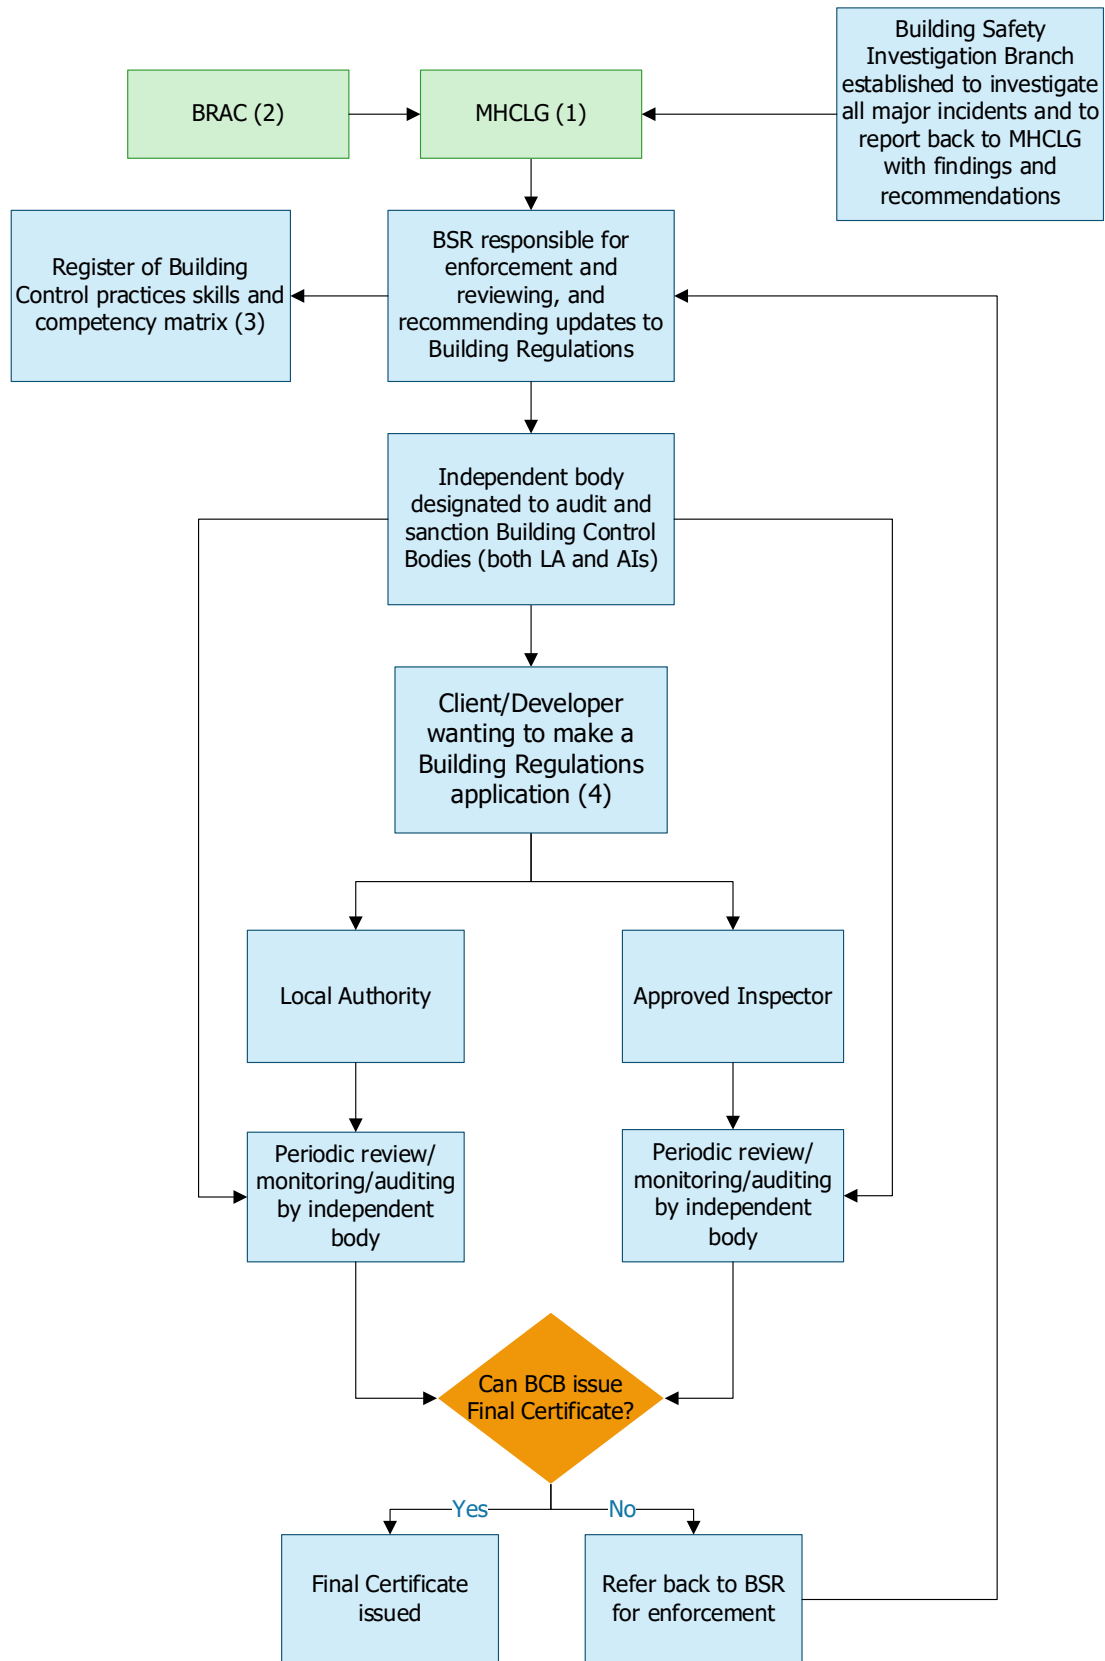 Building Safety
Investigation Branch
established to investigate
all major incidents and to
report back to MHCLG
with findings and
recommendations
BRAC (2)
MHCLG (1)
Register of Building
Control practices skills and
competency matrix (3)
BSR responsible for
enforcement and
reviewing, and
recommending updates to
Building Regulations
Independent body
designated to audit and
sanction Building Control
Bodies (both LA and AIs)
Client/Developer
wanting to make a
Building Regulations
application (4)
Local Authority
Approved Inspector
Periodic review/
monitoring/auditing
by independent
body
Periodic review/
monitoring/auditing
by independent
body
Can BCB issue
Final Certificate?
Yes
No
Final Certificate
issued
Refer back to BSR
for enforcement